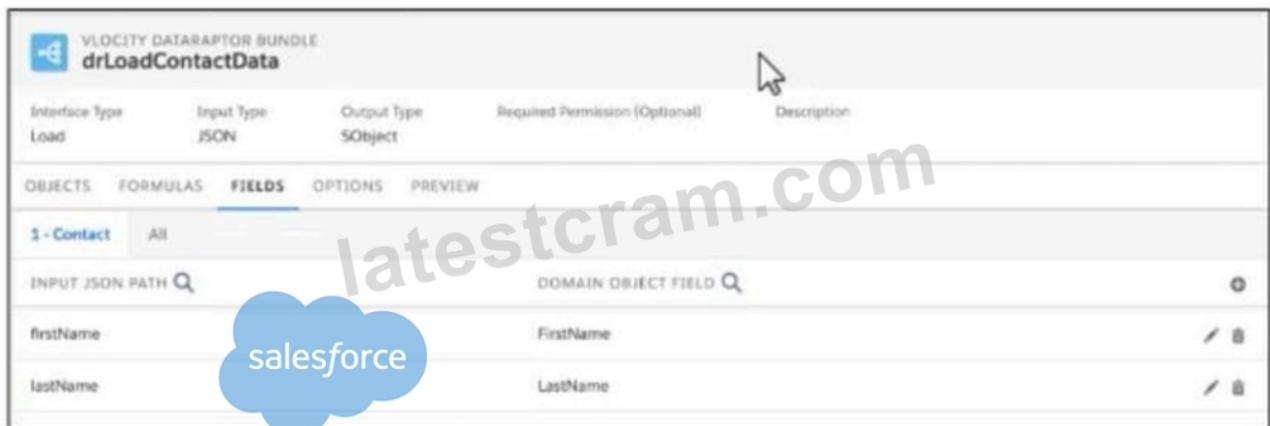 VLOCITY DATARAPTOR BUNDLE
drLoadContactData
Interface Type Input Type Output Type Required Permission (Optional) Description
Load JSON SObject
OBJECTS FORMULAS FIELDS OPTIONS PREVIEW
1 - Contact All
INPUT JSON PATH DOMAIN OBJECT FIELD
firstName FirstName
lastName LastName
latestcram.com
salesforce